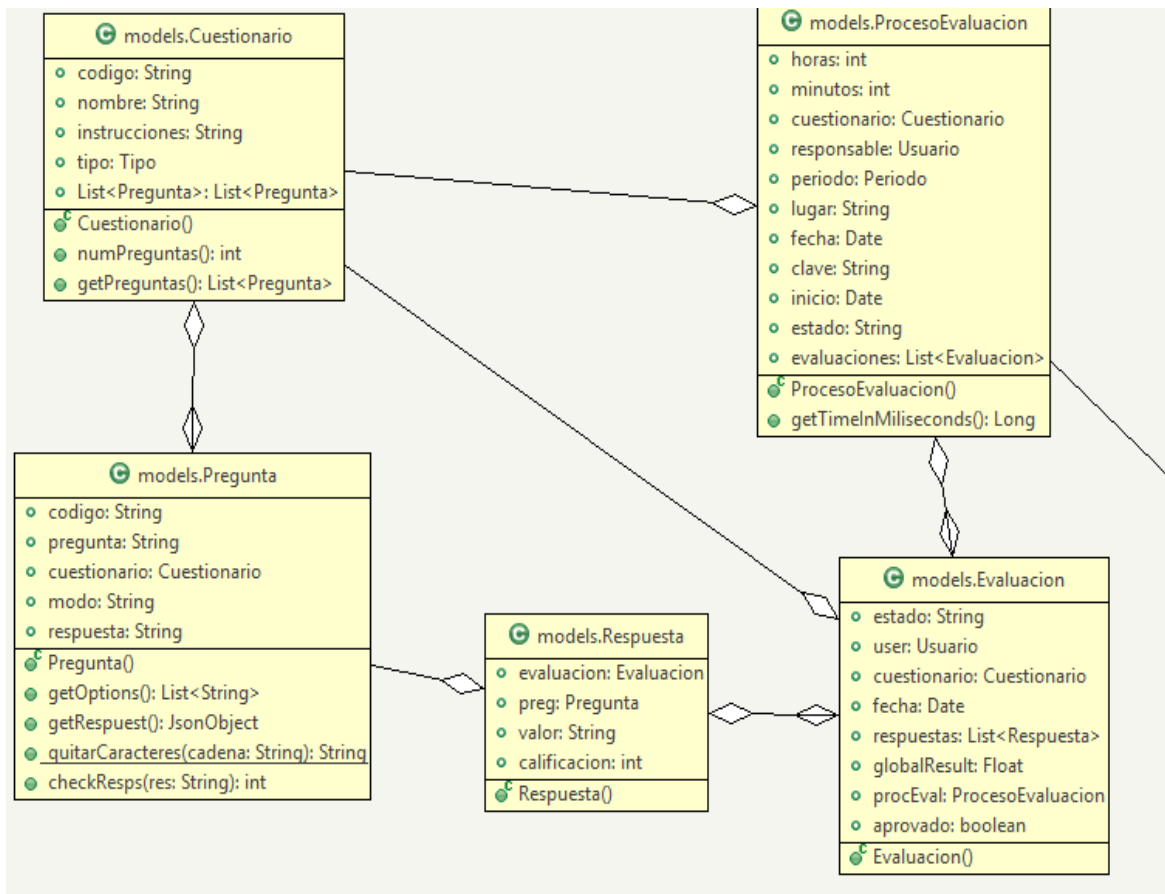 models.Cuestionario
codigo: String
nombre: String
instrucciones: String
tipo: Tipo
List<Pregunta>: List<Pregunta>
Cuestionario()
numPreguntas(): int
getPreguntas(): List<Pregunta>
models.ProcesoEvaluacion
horas: int
minutos: int
cuestionario: Cuestionario
responsable: Usuario
periodo: Periodo
lugar: String
fecha: Date
clave: String
inicio: Date
estado: String
evaluaciones: List<Evaluacion>
ProcesoEvaluacion()
getTimeInMiliseconds(): Long
models.Pregunta
codigo: String
pregunta: String
cuestionario: Cuestionario
modo: String
respuesta: String
Pregunta()
getOptions(): List<String>
getRespuest(): JsonObject
quitarCaracteres(cadena: String): String
checkResps(res: String): int
models.Respuesta
evaluacion: Evaluacion
preg: Pregunta
valor: String
calificacion: int
Respuesta()
models.Evaluacion
estado: String
user: Usuario
cuestionario: Cuestionario
fecha: Date
respuestas: List<Respuesta>
globalResult: Float
procEval: ProcesoEvaluacion
aprovado: boolean
Evaluacion()